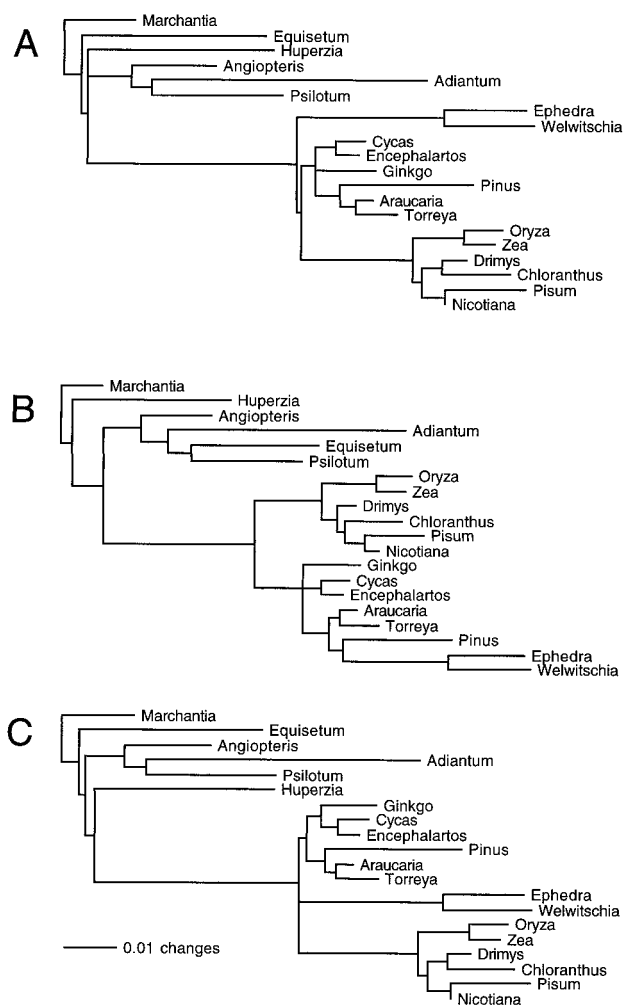 A
Marchantia
Equisetum
Huperzia
Angiopteris
Adiantum
Psilotum
Ephedra
Welwitschia
Cycas
Encephalartos
Ginkgo
Pinus
Araucaria
Torreya
Oryza
Zea
Drimys
Chloranthus
Pisum
Nicotiana
B
Marchantia
Huperzia
Angiopteris
Adiantum
Equisetum
Psilotum
Oryza
Zea
Drimys
Chloranthus
Pisum
Nicotiana
Ginkgo
Cycas
Encephalartos
Araucaria
Torreya
Pinus
Ephedra
Welwitschia
C
Marchantia
Equisetum
Angiopteris
Adiantum
Psilotum
Huperzia
Ginkgo
Cycas
Encephalartos
Pinus
Araucaria
Torreya
Ephedra
Welwitschia
Oryza
Zea
Drimys
Chloranthus
Pisum
Nicotiana
0.01 changes